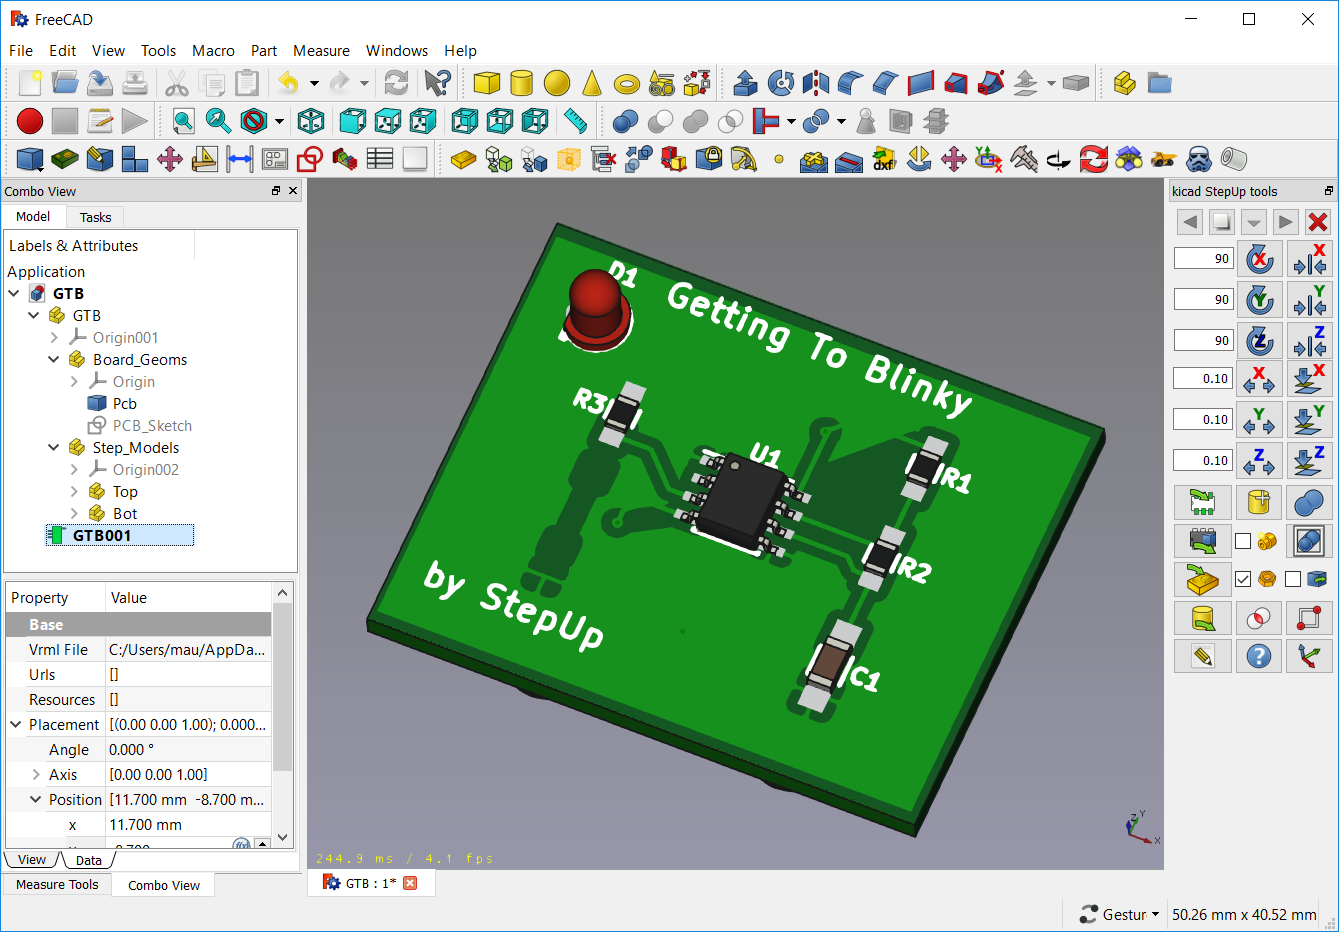 FreeCAD
File Edit View Tools Macro Part Measure Windows Help
dxf
Combo View
Model Tasks
Labels & Attributes
Application
GTB
GTB
Origin001
Board_Geoms
Origin
Pcb
PCB_Sketch
Step_Models
Origin002
Top
Bot
GTB001
Property Value
Base
Vrml File C:/Users/mau/AppDa...
Urls []
Resources []
Placement [(0.00 0.00 1.00); 0.000...
Angle 0.000 °
Axis [0.00 0.00 1.00]
Position [11.700 mm -8.700 m...
x 11.700 mm
View Data
Measure Tools Combo View
D1
Getting To Blinky
R3
U1
R1
R2
C1
by StepUp
Z Y X
244.9 ms / 4.1 fps
GTB : 1*
kicad StepUp tools
90 X X
90 Y Y
90 Z Z
0.10 X X
0.10 Y Y
0.10 Z Z
?
Gestur 50.26 mm x 40.52 mm